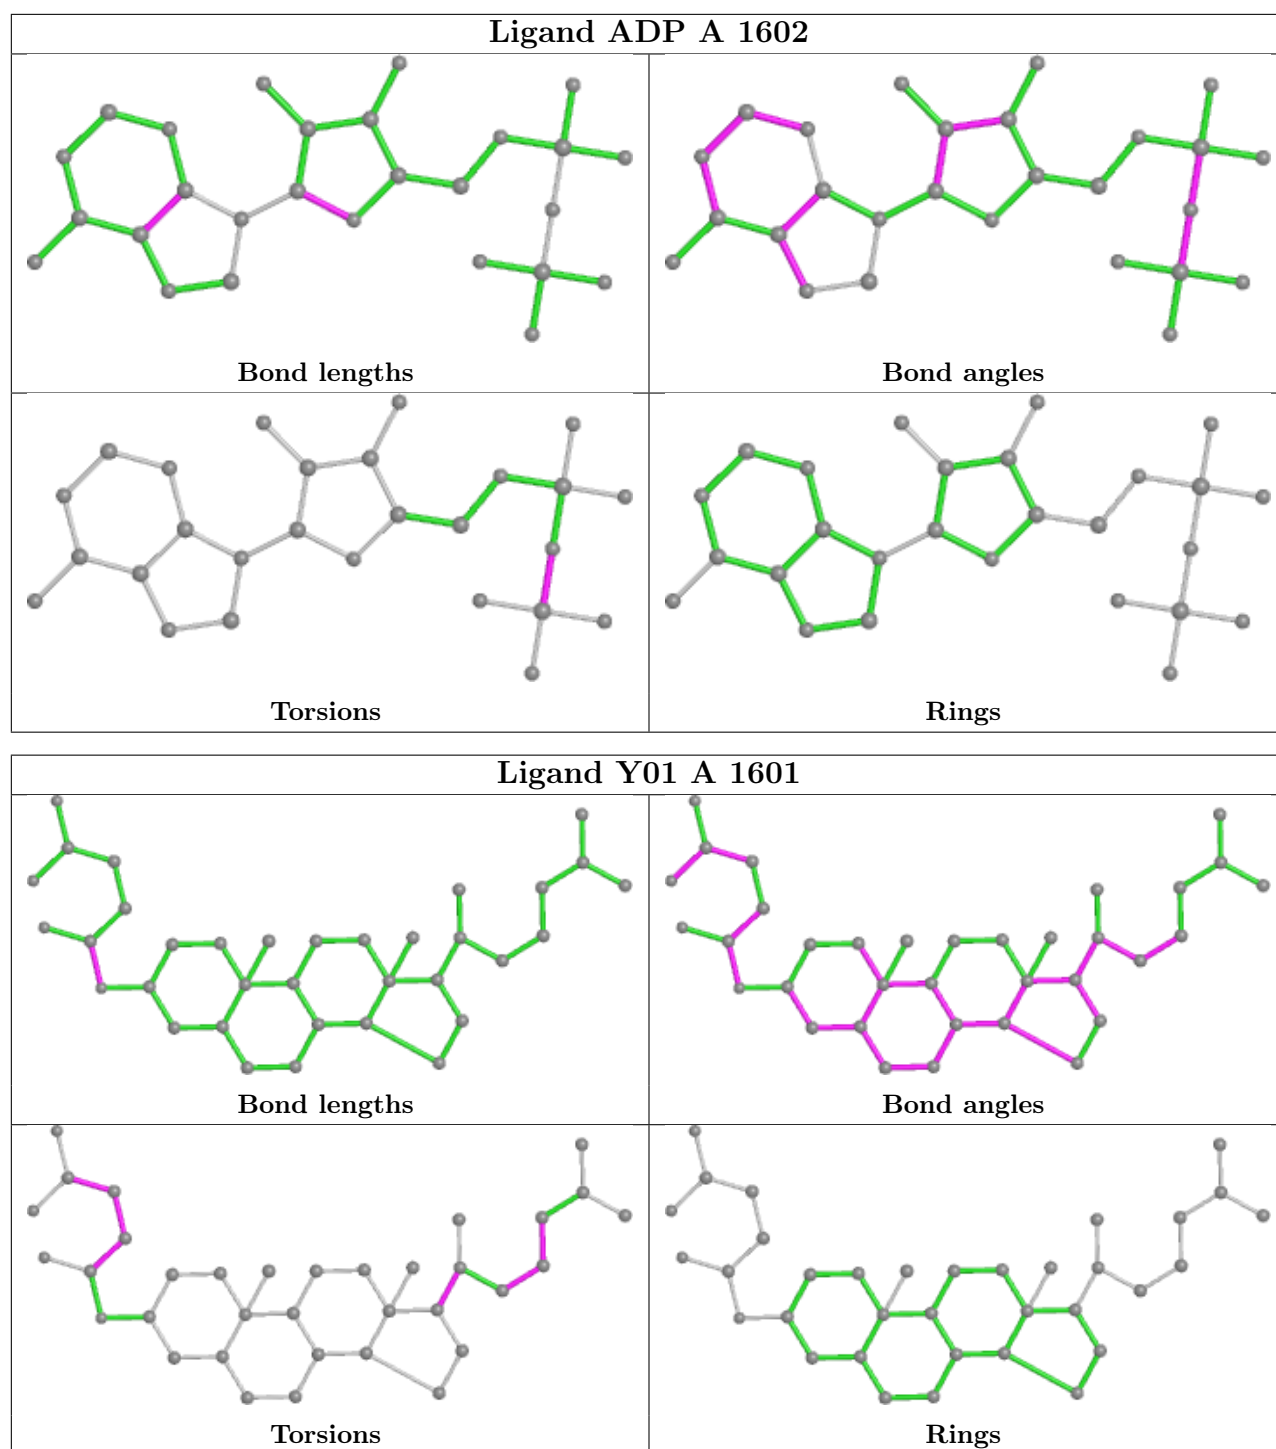 Ligand ADP A 1602
Bond lengths
Bond angles
Torsions
Rings
Ligand Y01 A 1601
Bond lengths
Bond angles
Torsions
Rings